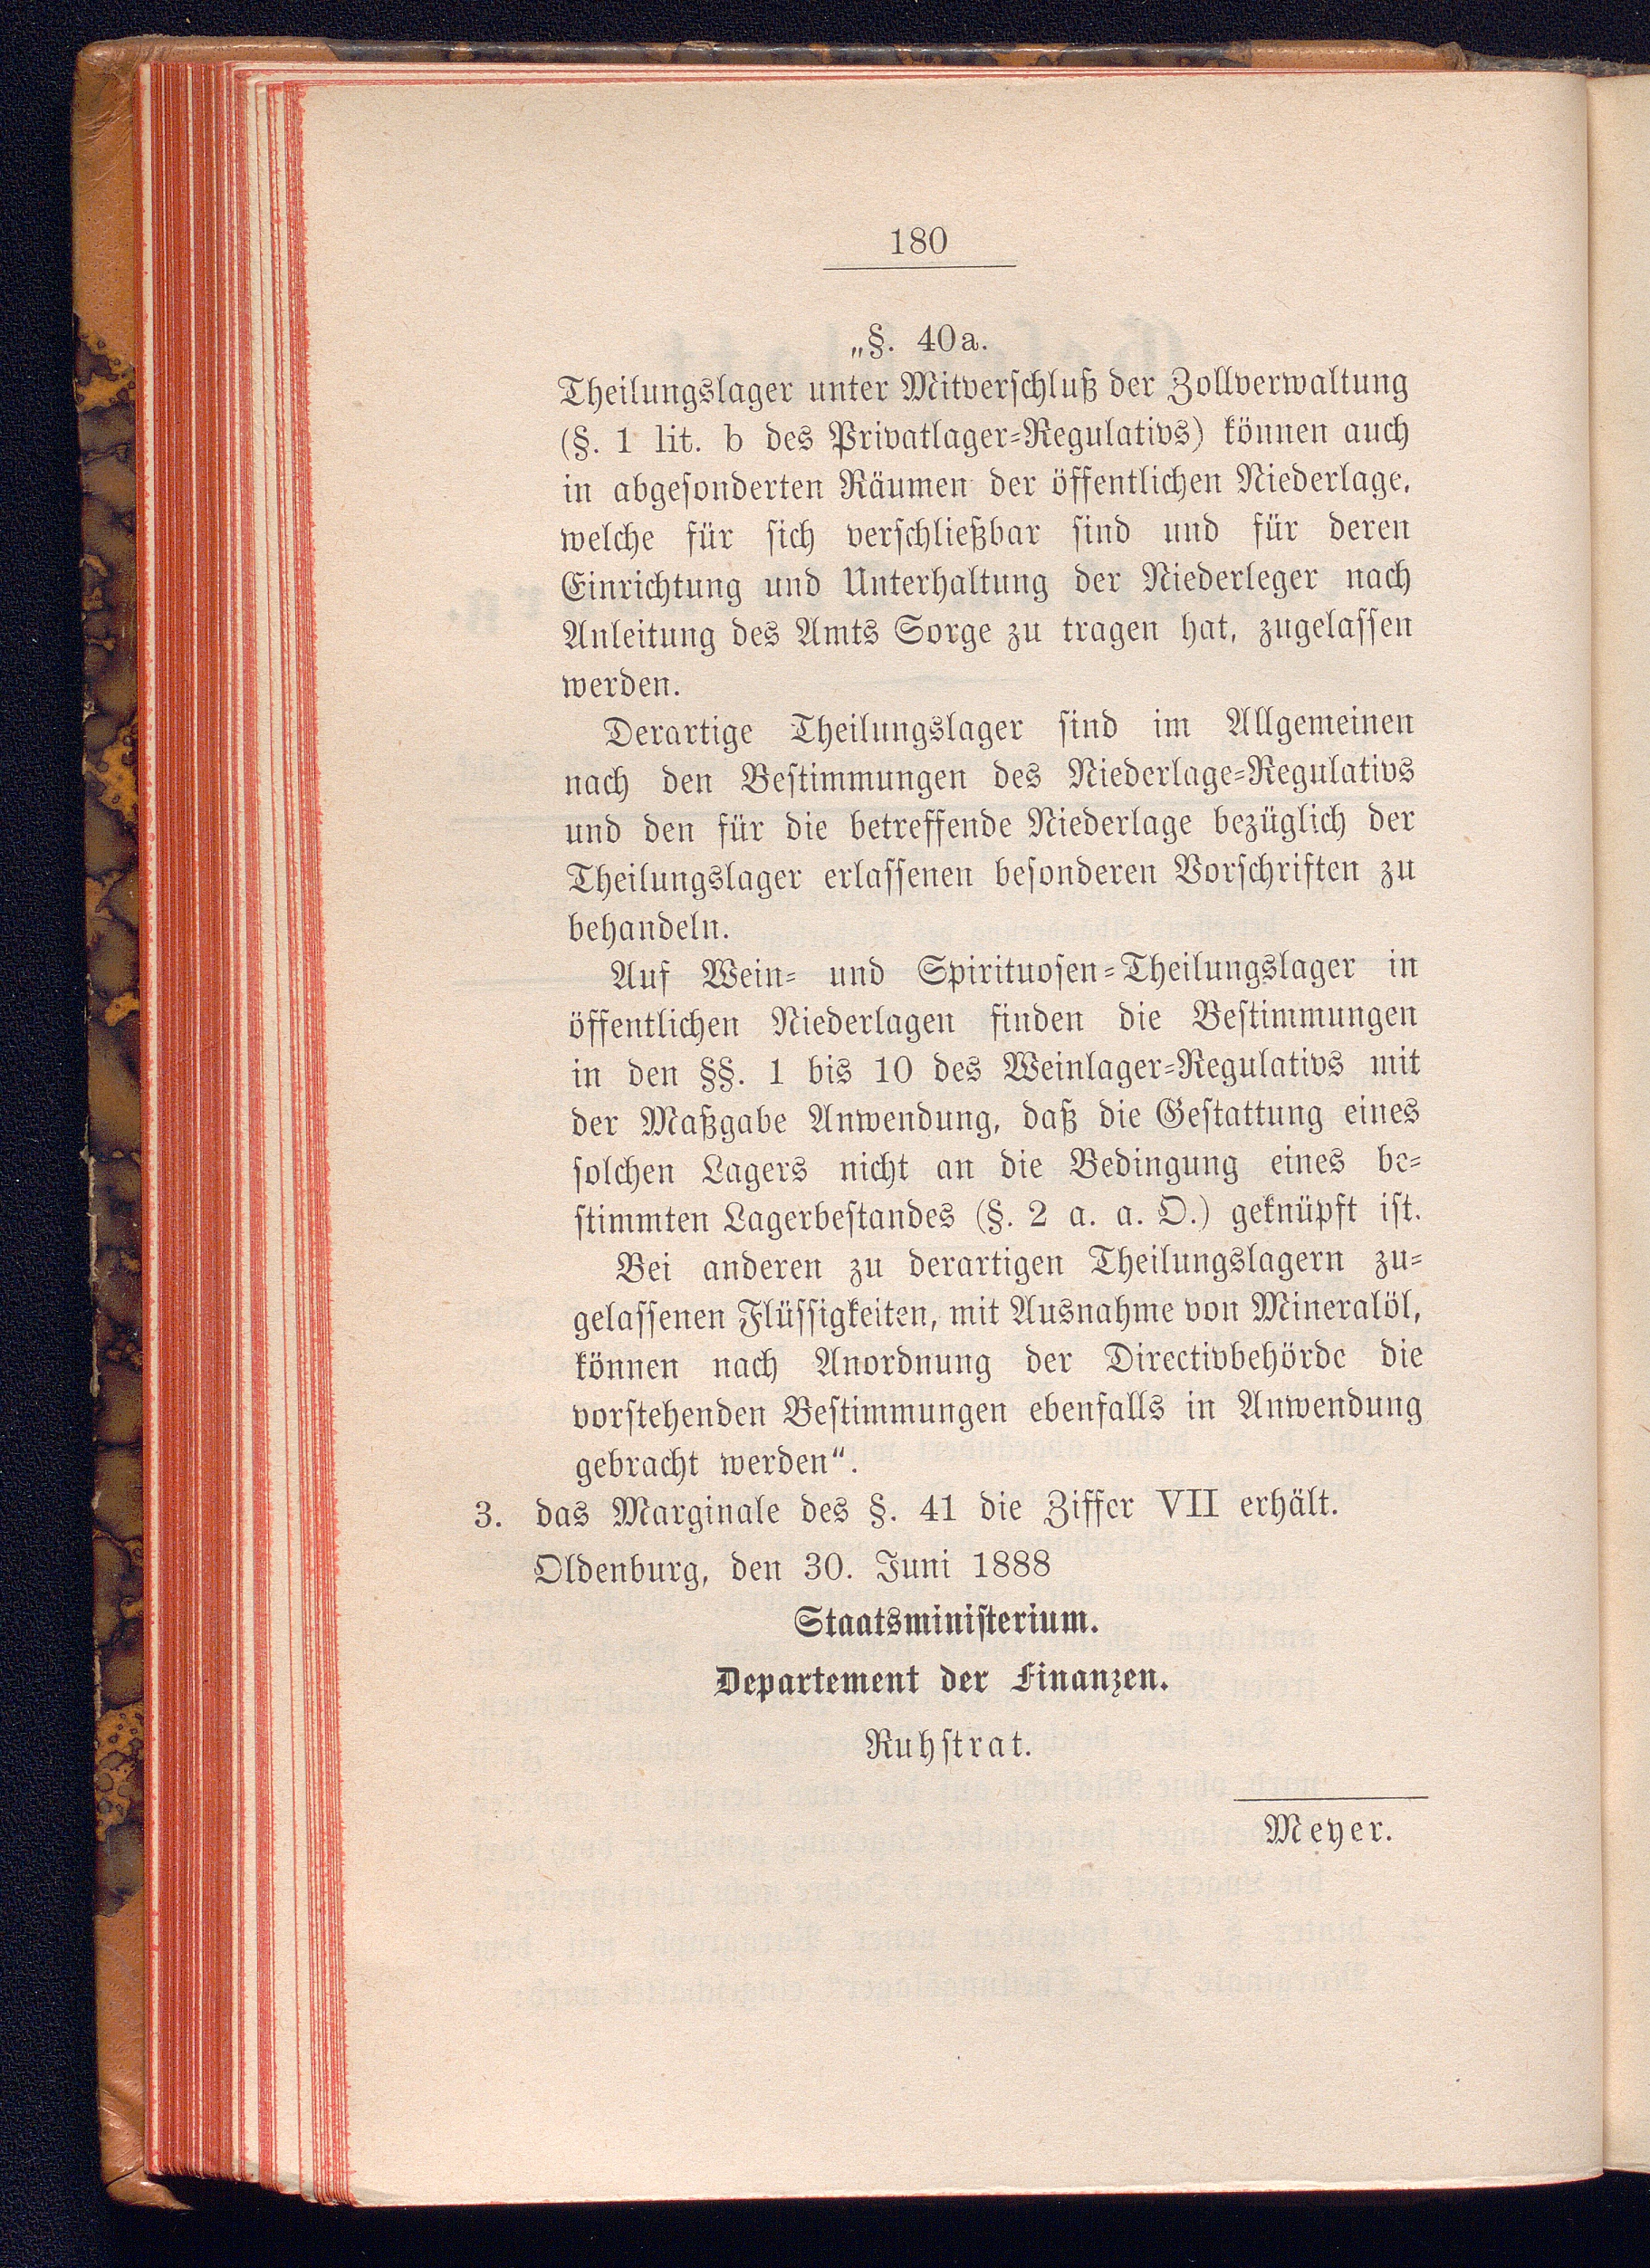 180
„§. 40a.
Theilungslager unter Mitverschluß der Zollverwaltung
(§. 1 lit. b des Privatlager-Regulativs) können auch
in abgesonderten Räumen der öffentlichen Niederlage,
welche für sich verschließbar sind und für deren
Einrichtung und Unterhaltung der Niederleger nach
Anleitung des Amts Sorge zu tragen hat, zugelassen
werden.
Derartige Theilungslager sind im Allgemeinen
nach den Bestimmungen des Niederlage-Regulativs
und den für die betreffende Niederlage bezüglich der
Theilungslager erlassenen besonderen Vorschriften zu
behandeln.
Auf Wein- und Spirituosen-Theilungslager in
öffentlichen Niederlagen finden die Bestimmungen
in den §§. 1 bis 10 des Weinlager-Regulativs mit
der Maßgabe Anwendung, daß die Gestattung eines
solchen Lagers nicht an die Bedingung eines be-
stimmten Lagerbestandes (§. 2 a. a. O.) geknüpft ist.
Bei anderen zu derartigen Theilungslagern zu-
gelassenen Flüssigkeiten, mit Ausnahme von Mineralöl,
können nach Anordnung der Directivbehörde die
vorstehenden Bestimmungen ebenfalls in Anwendung
gebracht werden“.
3. das Marginale des §. 41 die Ziffer VII erhält.
Oldenburg, den 30. Juni 1888
Staatsministerium.
Departement der Finanzen.
Ruhstrat.
Meyer.